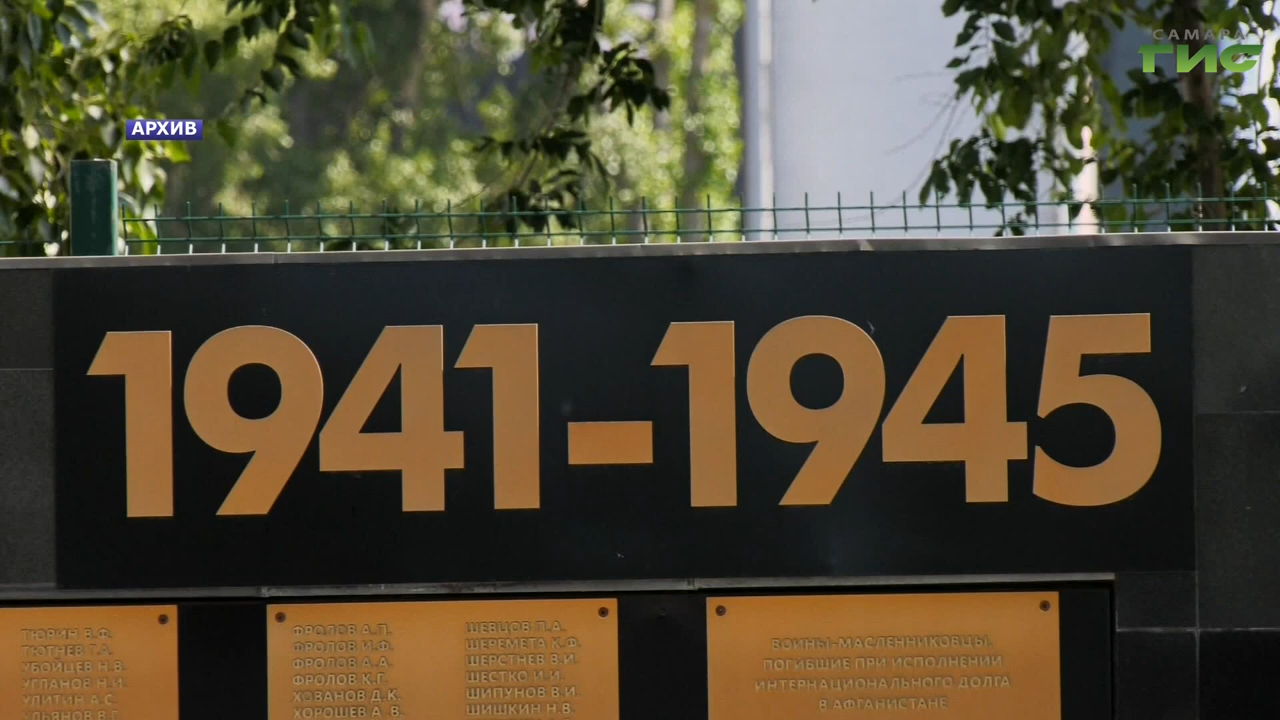 САМАРА
ГИС
АРХИВ
1941-1945
ТЮРИН В.Ф.
ТЮТНЕВ Г.А.
УБОЙЦЕВ Н.В.
УГЛАНОВ Н.И.
УЛИТИН А.С.
УЛЬЯНОВ В.Г.
ФРОЛОВ А.П.
ФРОЛОВ И.Ф.
ФРОЛОВ А.А.
ФРОЛОВ К.Г.
ХОВАНОВ Д.К.
ХОРОШЕВ А.В.
ШЕВЦОВ П.А.
ШЕРЕМЕТА К.Ф.
ШЕРСТНЕВ В.И.
ШЕСТКО И.И.
ШИПУНОВ В.И.
ШИШКИН Н.В.
ВОИНЫ-МАСЛЕННИКОВЦЫ,
ПОГИБШИЕ ПРИ ИСПОЛНЕНИИ
ИНТЕРНАЦИОНАЛЬНОГО ДОЛГА
В АФГАНИСТАНЕ